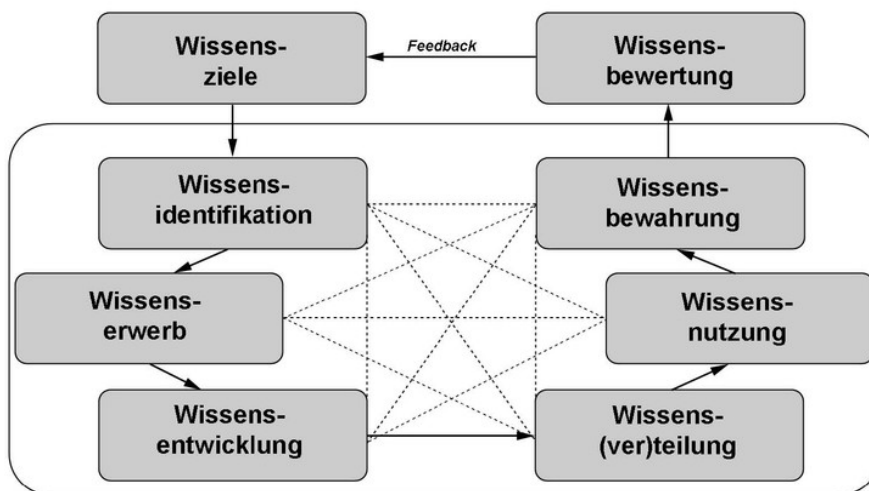 Wissens-
ziele
Feedback
Wissens-
bewertung
Wissens-
identifikation
Wissens-
bewahrung
Wissens-
erwerb
Wissens-
nutzung
Wissens-
entwicklung
Wissens-
(ver)teilung